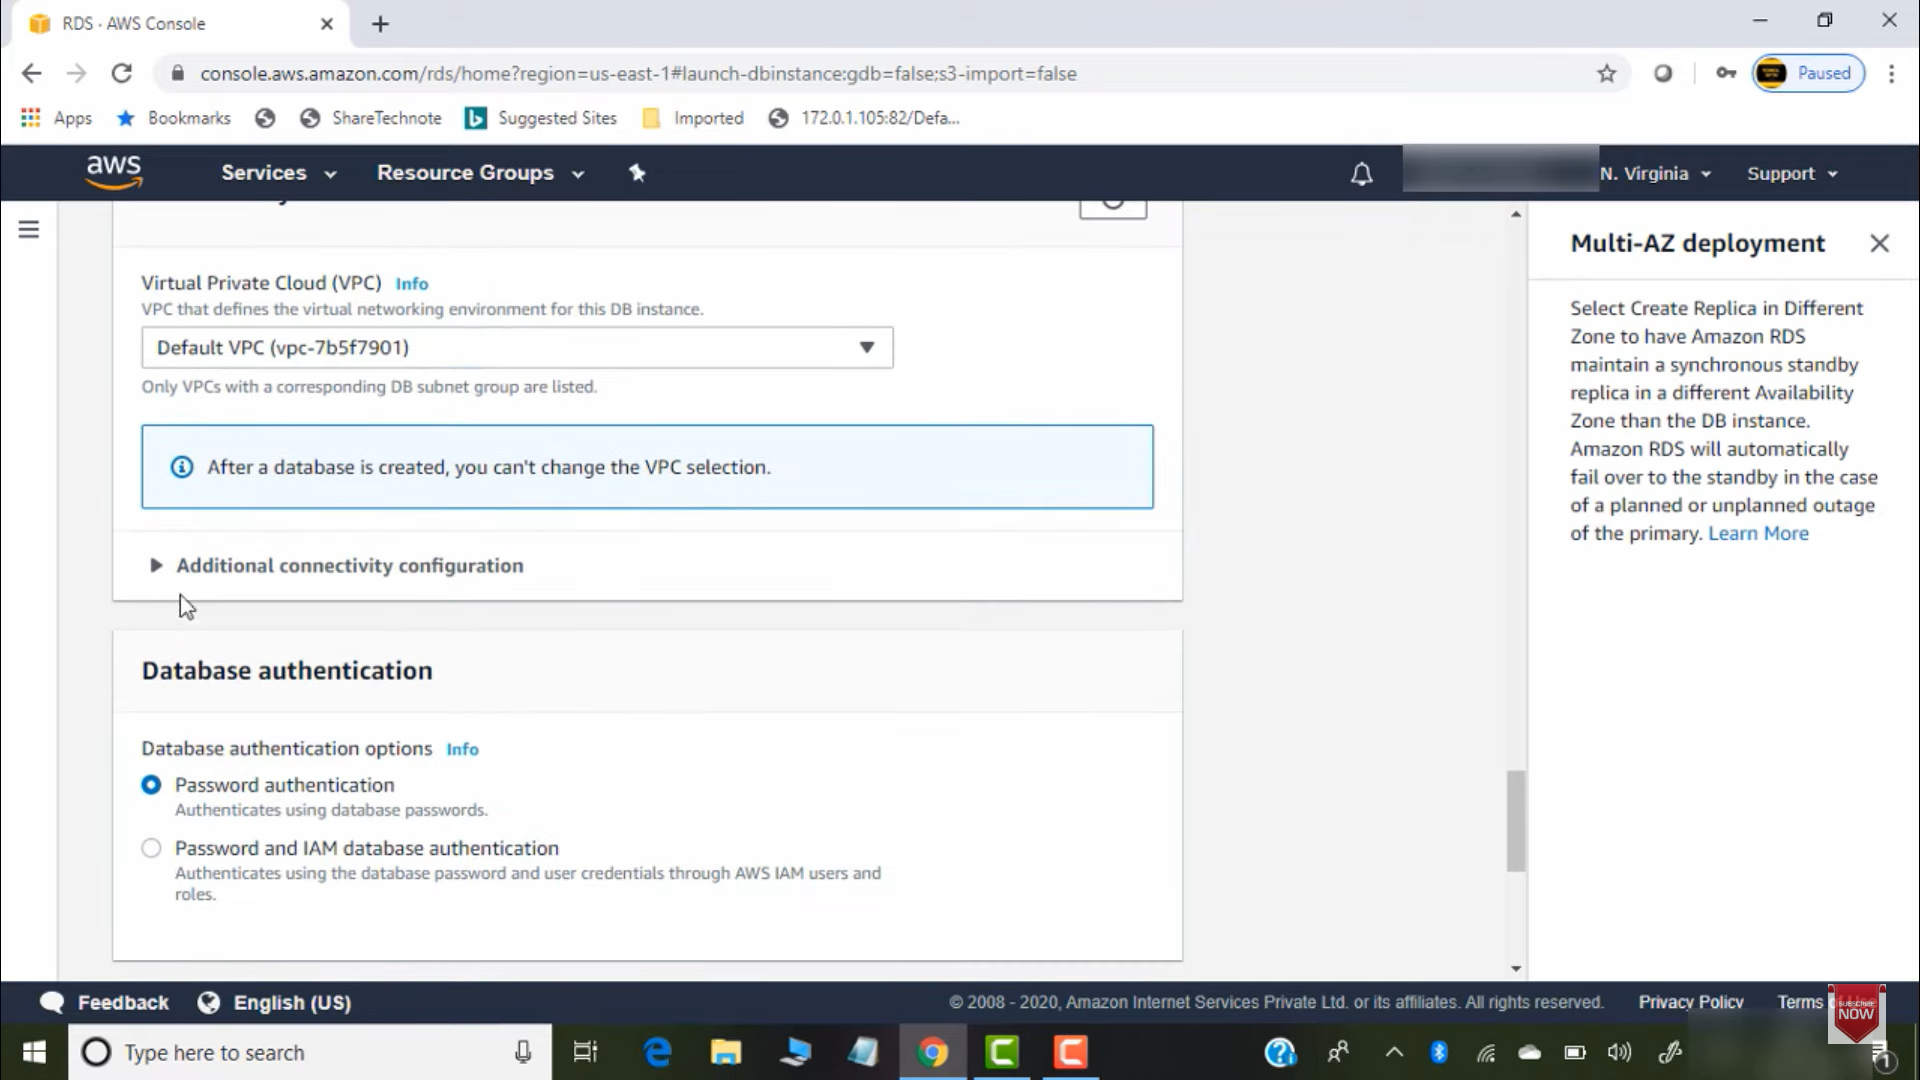 RDS - AWS Console
console.aws.amazon.com/rds/home?region=us-east-1#launch-dbinstance:gdb=false;s3-import=false
Paused
Apps
Bookmarks
ShareTechnote
Suggested Sites
Imported
172.0.1.105:82/Defa...
aws
Services
Resource Groups
N. Virginia
Support
Virtual Private Cloud (VPC) Info
VPC that defines the virtual networking environment for this DB instance.
Default VPC (vpc-7b5f7901)
Only VPCs with a corresponding DB subnet group are listed.
After a database is created, you can't change the VPC selection.
Additional connectivity configuration
Database authentication
Database authentication options Info
Password authentication
Authenticates using database passwords.
Password and IAM database authentication
Authenticates using the database password and user credentials through AWS IAM users and
roles.
Multi-AZ deployment
Select Create Replica in Different
Zone to have Amazon RDS
maintain a synchronous standby
replica in a different Availability
Zone than the DB instance.
Amazon RDS will automatically
fail over to the standby in the case
of a planned or unplanned outage
of the primary. Learn More
Feedback
English (US)
© 2008 - 2020, Amazon Internet Services Private Ltd. or its affiliates. All rights reserved.
Privacy Policy
Terms
SUBSCRIBE
NOW
Type here to search
1